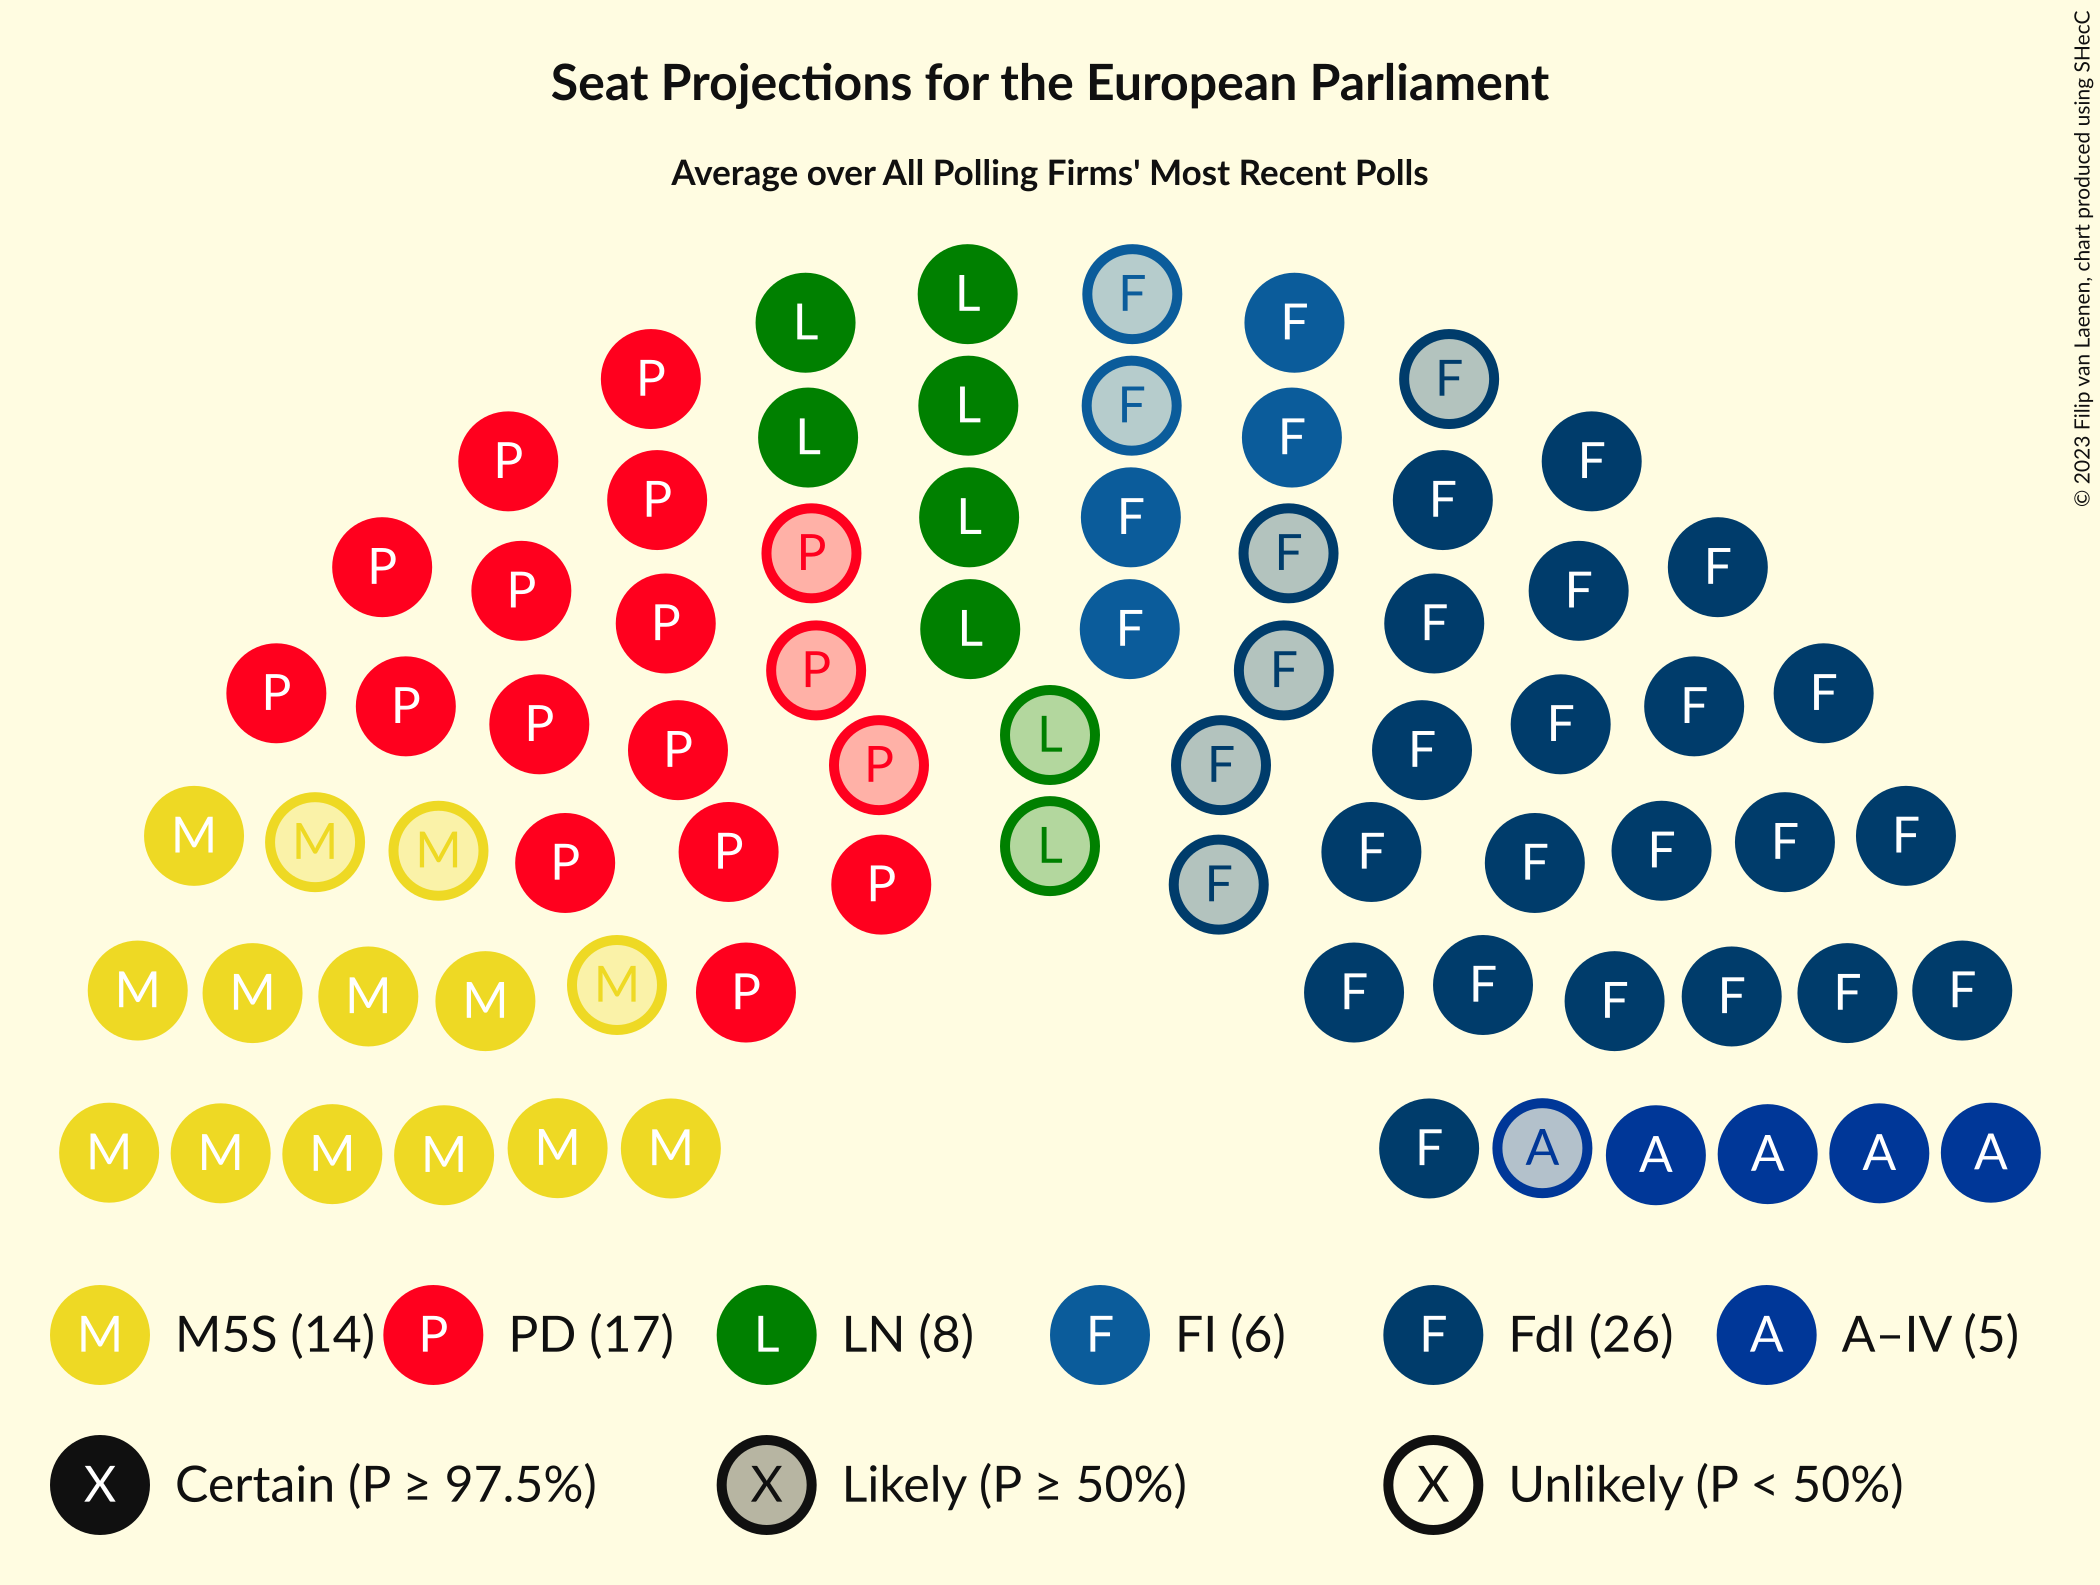 Seat Projections for the European Parliament
Average over All Polling Firms' Most Recent Polls
© 2023 Filip van Laenen, chart produced using SHecC
L L F F
P L L F F F
P P P L F F F F
P P P P L F F F F F
P P P P P L F F F F F F
M M M P P P L F F F F F F
M M M M M P F F F F F F
M M M M M M F A A A A A
M M5S (14) P PD (17) L LN (8) F FI (6) F FdI (26) A A–IV (5)
X Certain (P ≥ 97.5%) X Likely (P ≥ 50%) X Unlikely (P < 50%)